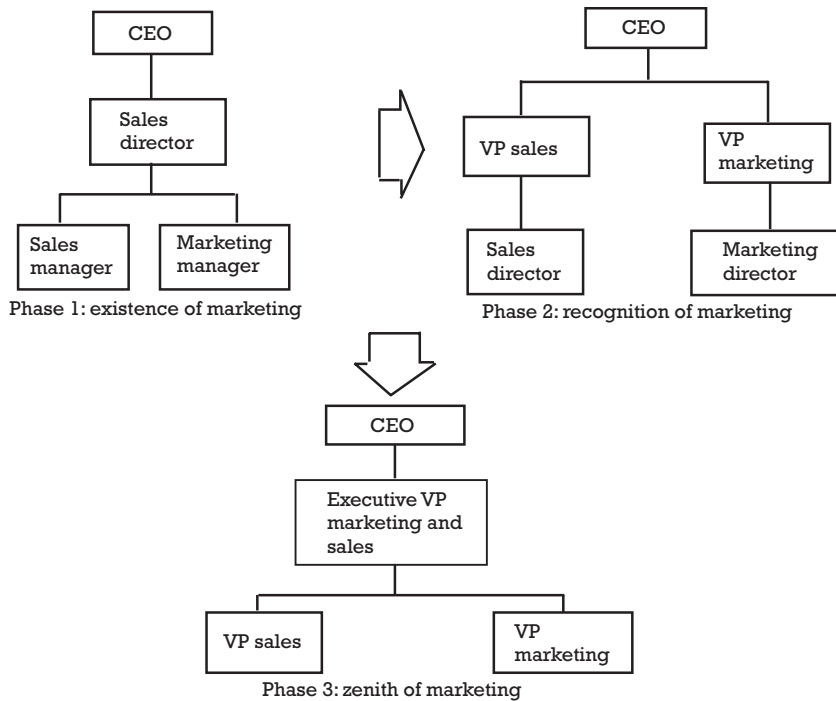 CEO
Sales
director
Sales
manager
Marketing
manager
Phase 1: existence of marketing
CEO
VP sales
VP
marketing
Sales
director
Marketing
director
Phase 2: recognition of marketing
CEO
Executive VP
marketing and
sales
VP sales
VP
marketing
Phase 3: zenith of marketing